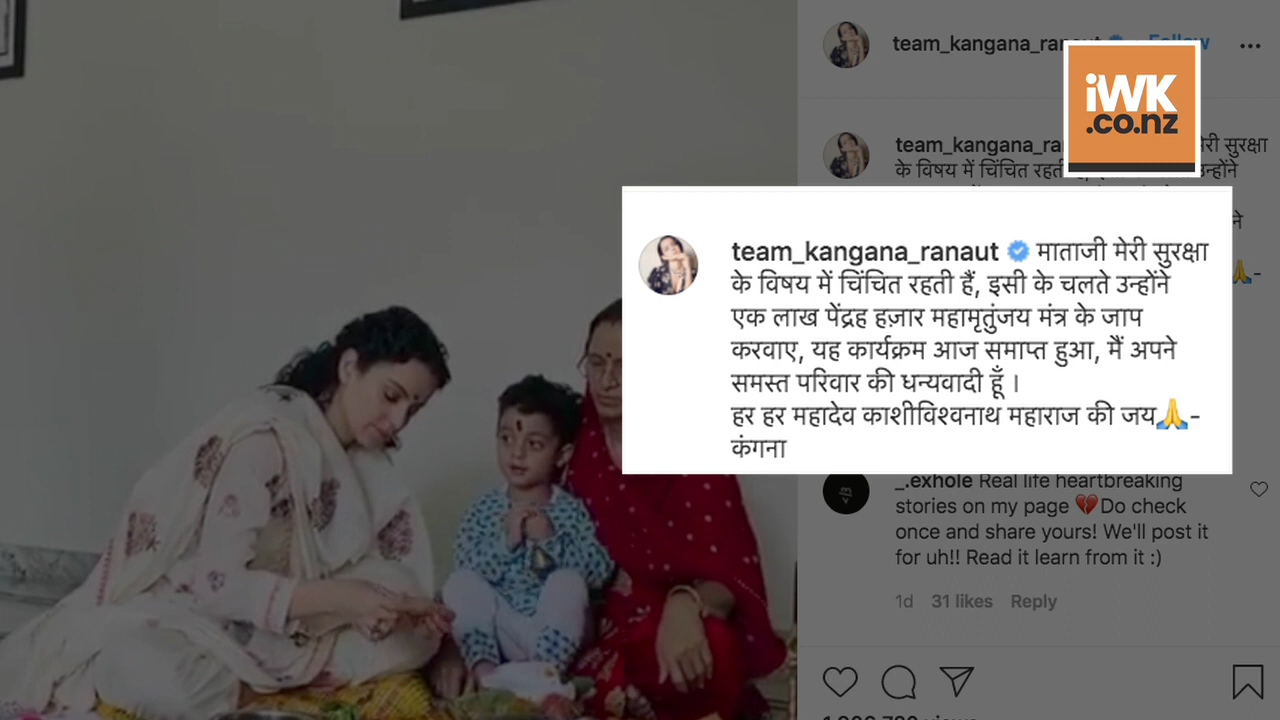 team_kangana_ranaut Follow
iWK
.co.nz
team_kangana_ra मेरी सुरक्षा
के विषय में चिंचित रहती उन्होंने
team_kangana_ranaut माताजी मेरी सुरक्षा
के विषय में चिंचित रहती हैं, इसी के चलते उन्होंने
एक लाख पेंद्रह हज़ार महामृतुंजय मंत्र के जाप
करवाए, यह कार्यक्रम आज समाप्त हुआ, मैं अपने
समस्त परिवार की धन्यवादी हूँ ।
हर हर महादेव काशीविश्वनाथ महाराज की जय🙏-
कंगना
_.exhole Real life heartbreaking
stories on my page 💔Do check
once and share yours! We'll post it
for uh!! Read it learn from it :)
1d 31 likes Reply